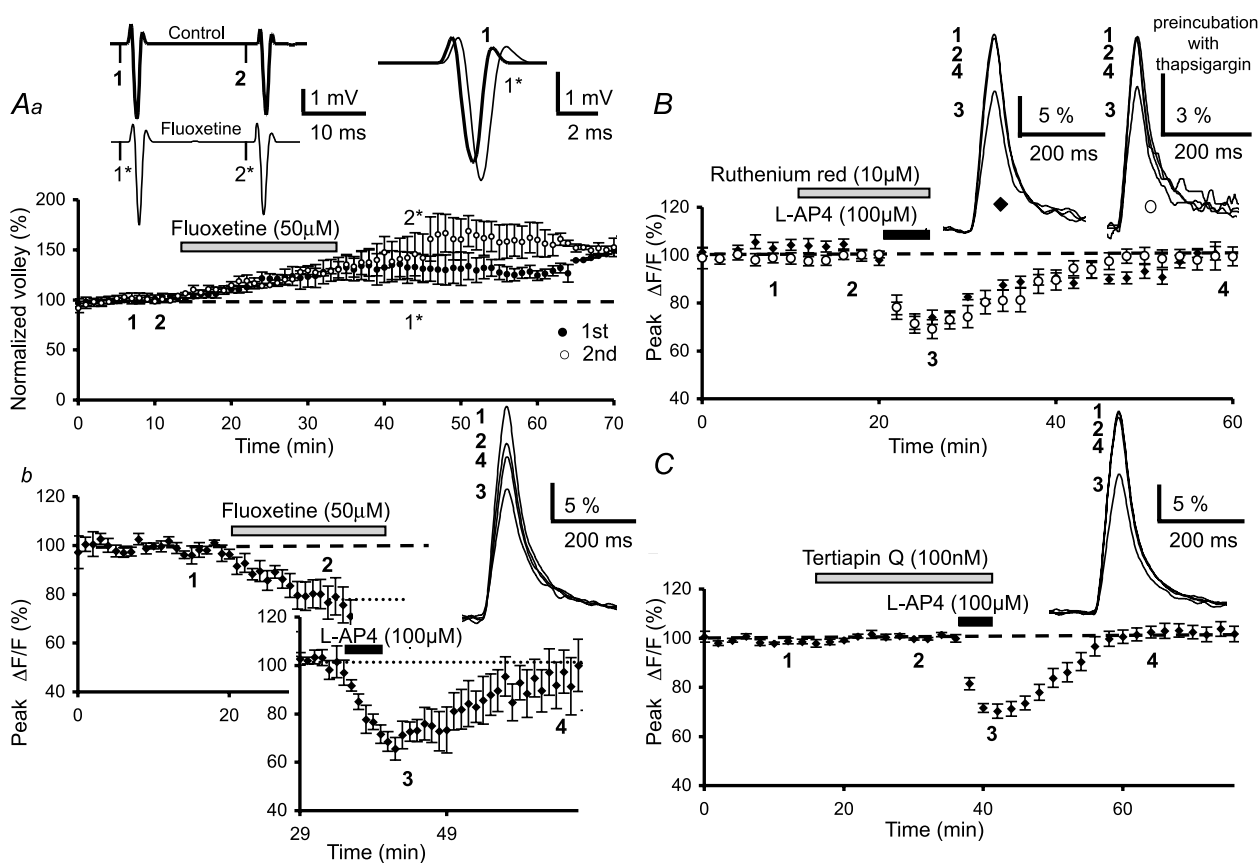 Aa
Control
1
2
1 mV
10 ms
Fluoxetine
1*
2*
1
1*
1 mV
2 ms
Normalized volley (%)
200
150
100
50
0
Fluoxetine (50µM)
2*
1
2
1*
1st
2nd
0
10
20
30
40
50
60
70
Time (min)
b
Peak ΔF/F (%)
120
100
80
60
40
Fluoxetine (50µM)
1
2
0
20
120
100
80
60
40
L-AP4 (100µM)
3
4
29
49
Time (min)
1
2
4
3
5 %
200 ms
B
1
2
4
3
5 %
200 ms
preincubation
with
thapsigargin
1
2
4
3
3 %
200 ms
Ruthenium red (10µM)
L-AP4 (100µM)
Peak ΔF/F (%)
120
100
80
60
40
1
2
3
4
0
20
40
60
Time (min)
C
1
2
4
3
5 %
200 ms
Tertiapin Q (100nM)
L-AP4 (100µM)
Peak ΔF/F (%)
120
100
80
60
40
1
2
3
4
0
20
40
60
Time (min)